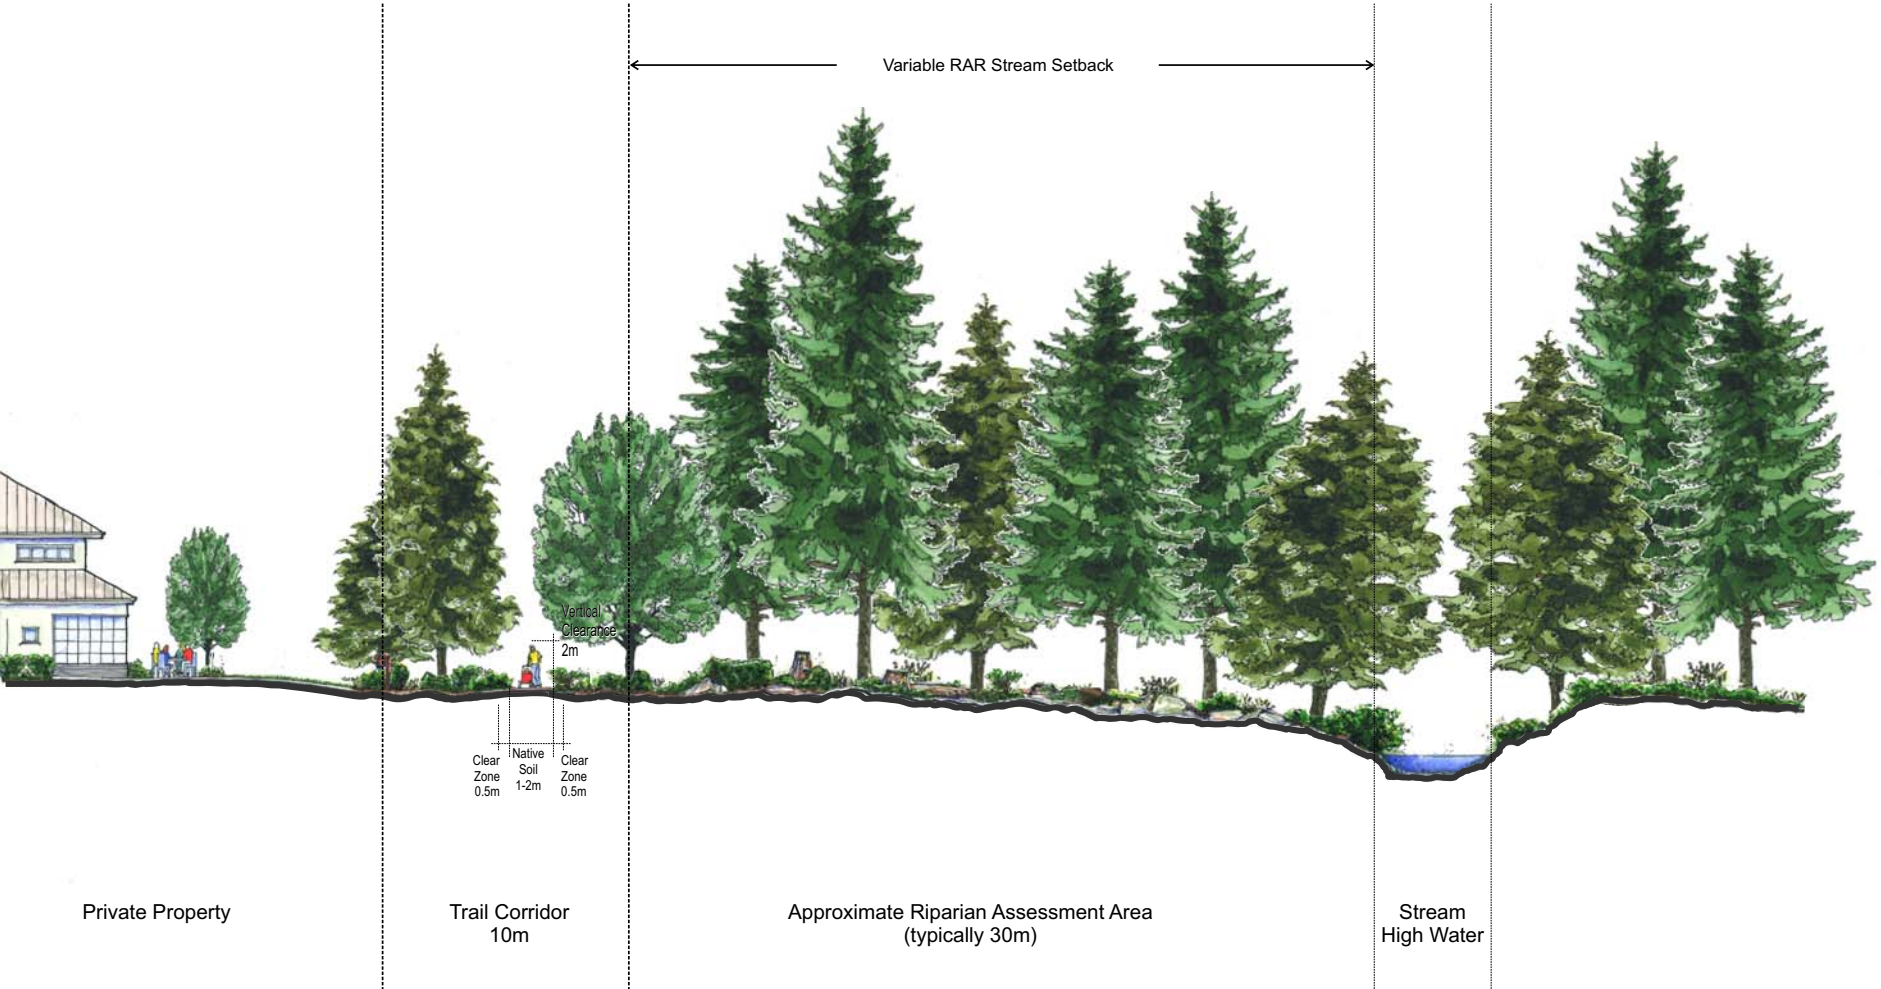 Variable RAR Stream Setback
Vertical
Clearance
2m
Clear
Zone
0.5m
Native
Soil
1-2m
Clear
Zone
0.5m
Private Property
Trail Corridor
10m
Approximate Riparian Assessment Area
(typically 30m)
Stream
High Water